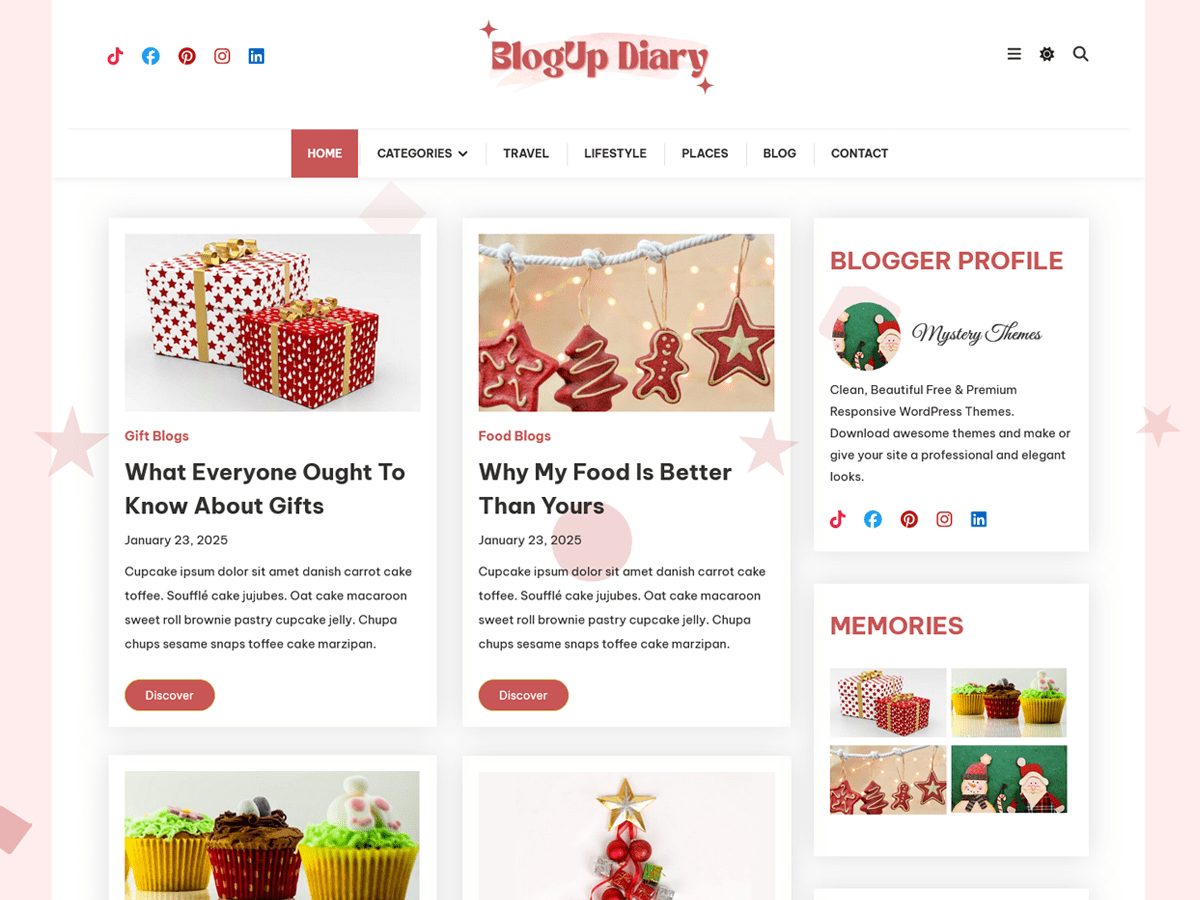 BlogUp Diary
HOME
CATEGORIES
TRAVEL
LIFESTYLE
PLACES
BLOG
CONTACT
Gift Blogs
What Everyone Ought To
Know About Gifts
January 23, 2025
Cupcake ipsum dolor sit amet danish carrot cake
toffee. Soufflé cake jujubes. Oat cake macaroon
sweet roll brownie pastry cupcake jelly. Chupa
chups sesame snaps toffee cake marzipan.
Discover
Food Blogs
Why My Food Is Better
Than Yours
January 23, 2025
Cupcake ipsum dolor sit amet danish carrot cake
toffee. Soufflé cake jujubes. Oat cake macaroon
sweet roll brownie pastry cupcake jelly. Chupa
chups sesame snaps toffee cake marzipan.
Discover
BLOGGER PROFILE
Mystery Themes
Clean, Beautiful Free & Premium
Responsive WordPress Themes.
Download awesome themes and make or
give your site a professional and elegant
looks.
MEMORIES